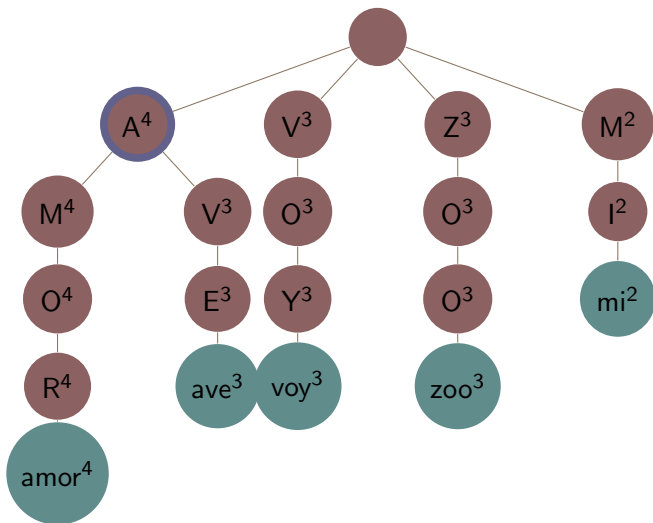 A⁴ V³ Z³ M²
M⁴ V³ O³ O³ I²
O⁴ E³ Y³ O³ mi²
R⁴ ave³ voy³ zoo³
amor⁴